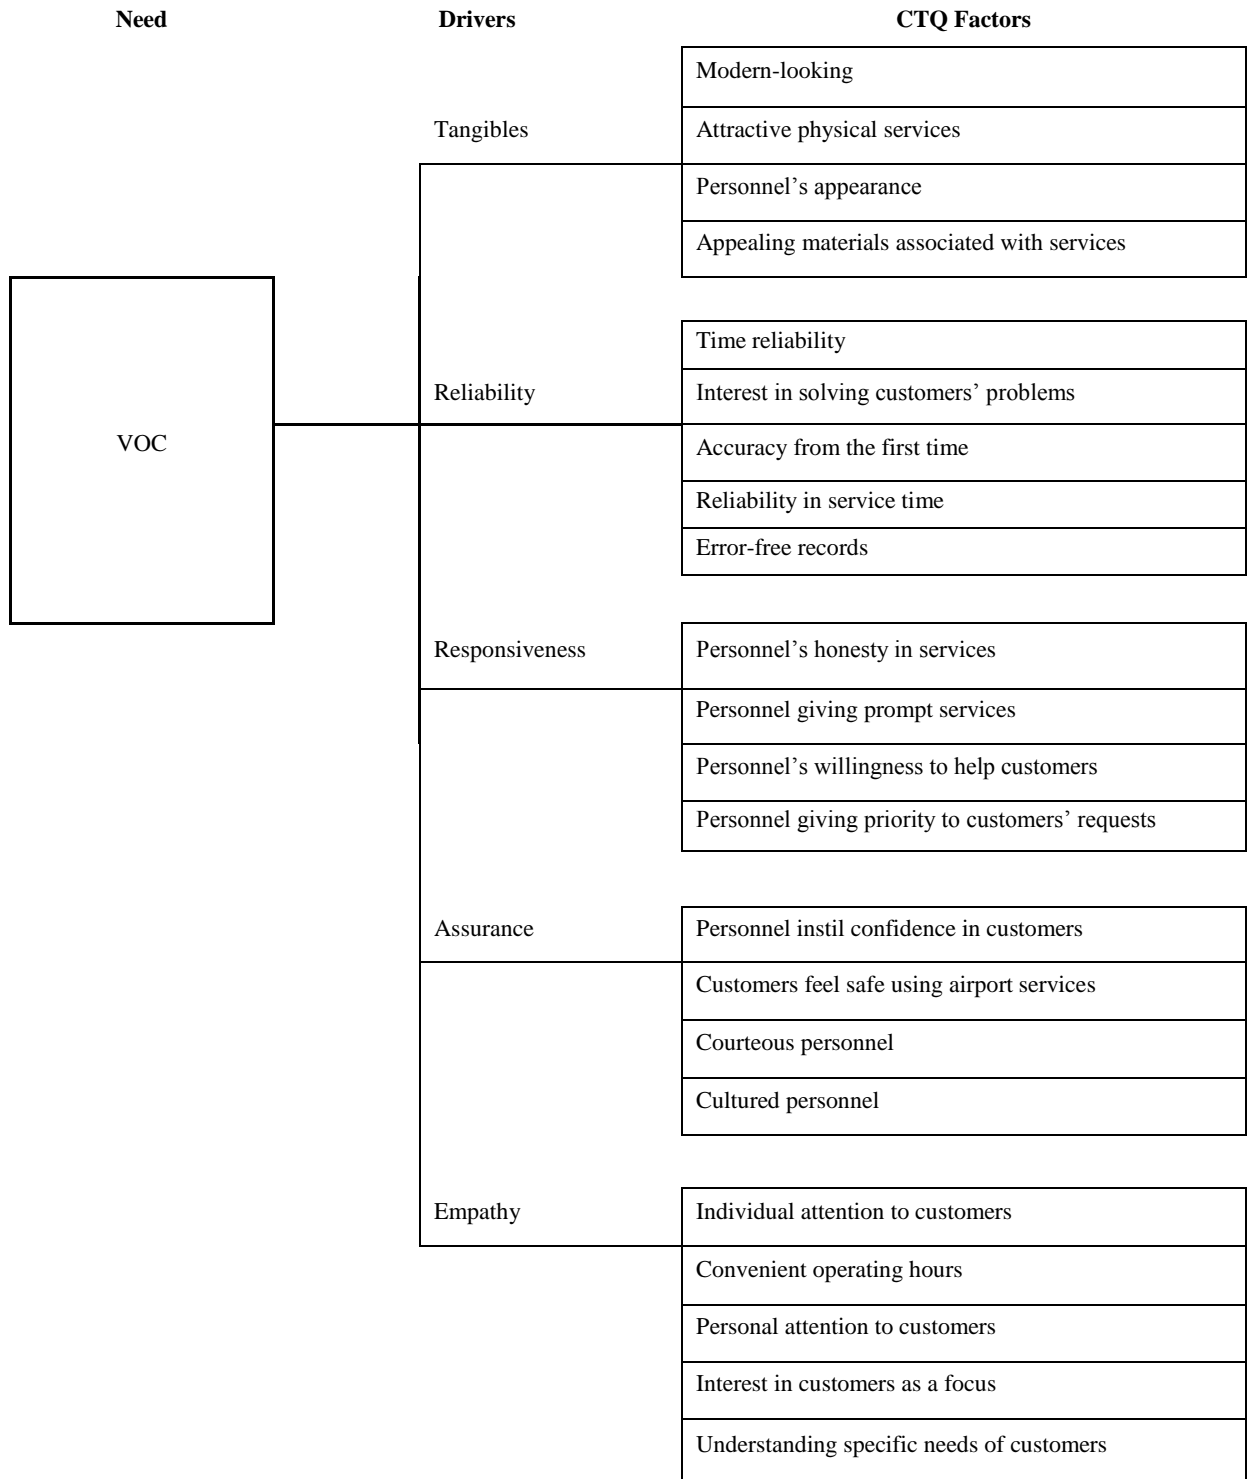 Need Drivers CTQ Factors
Modern-looking
Tangibles Attractive physical services
Personnel’s appearance
Appealing materials associated with services
Time reliability
Reliability Interest in solving customers’ problems
VOC Accuracy from the first time
Reliability in service time
Error-free records
Responsiveness Personnel’s honesty in services
Personnel giving prompt services
Personnel’s willingness to help customers
Personnel giving priority to customers’ requests
Assurance Personnel instil confidence in customers
Customers feel safe using airport services
Courteous personnel
Cultured personnel
Empathy Individual attention to customers
Convenient operating hours
Personal attention to customers
Interest in customers as a focus
Understanding specific needs of customers